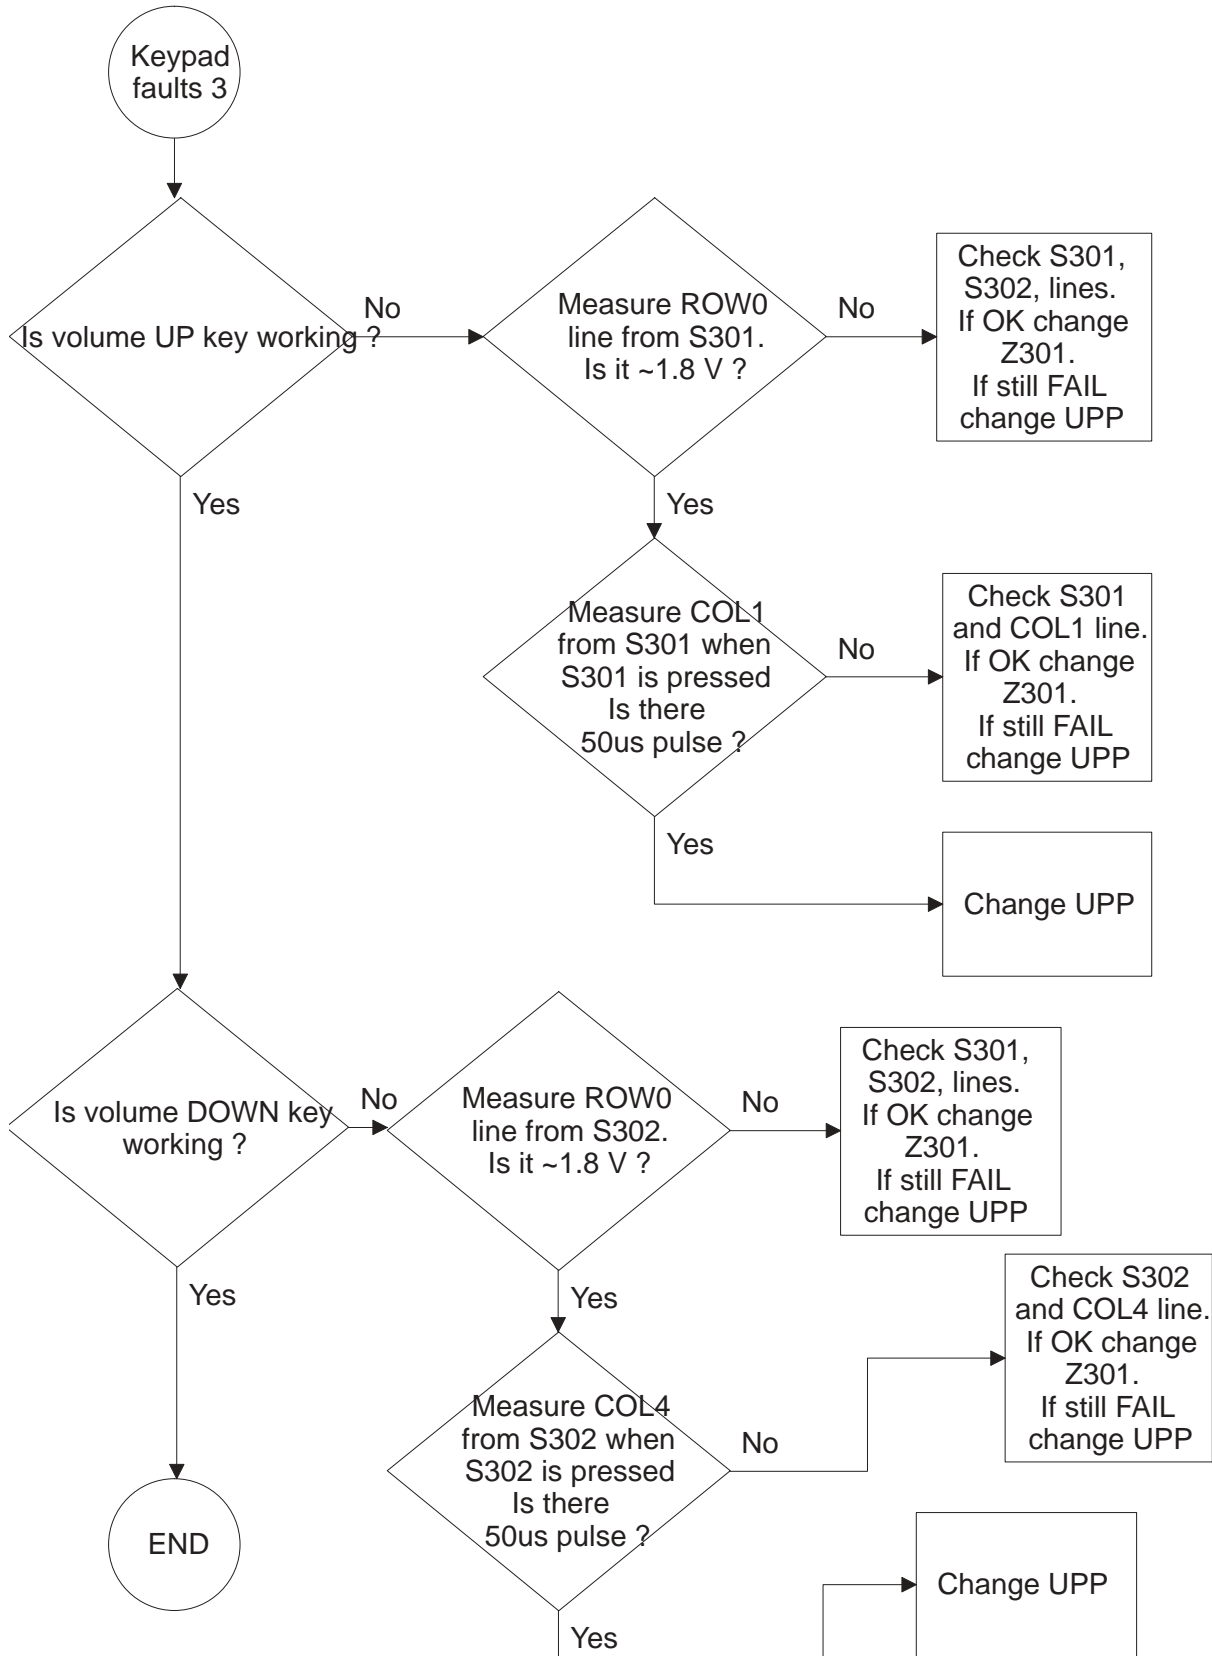 Keypad
faults 3
Is volume UP key working ?
No
Measure ROW0
line from S301.
Is it ~1.8 V ?
No
Check S301,
S302, lines.
If OK change
Z301.
If still FAIL
change UPP
Yes
Yes
Measure COL1
from S301 when
S301 is pressed
Is there
50us pulse ?
No
Check S301
and COL1 line.
If OK change
Z301.
If still FAIL
change UPP
Yes
Change UPP
Is volume DOWN key
working ?
No
Measure ROW0
line from S302.
Is it ~1.8 V ?
No
Check S301,
S302, lines.
If OK change
Z301.
If still FAIL
change UPP
Yes
Yes
Measure COL4
from S302 when
S302 is pressed
Is there
50us pulse ?
No
Check S302
and COL4 line.
If OK change
Z301.
If still FAIL
change UPP
END
Yes
Change UPP